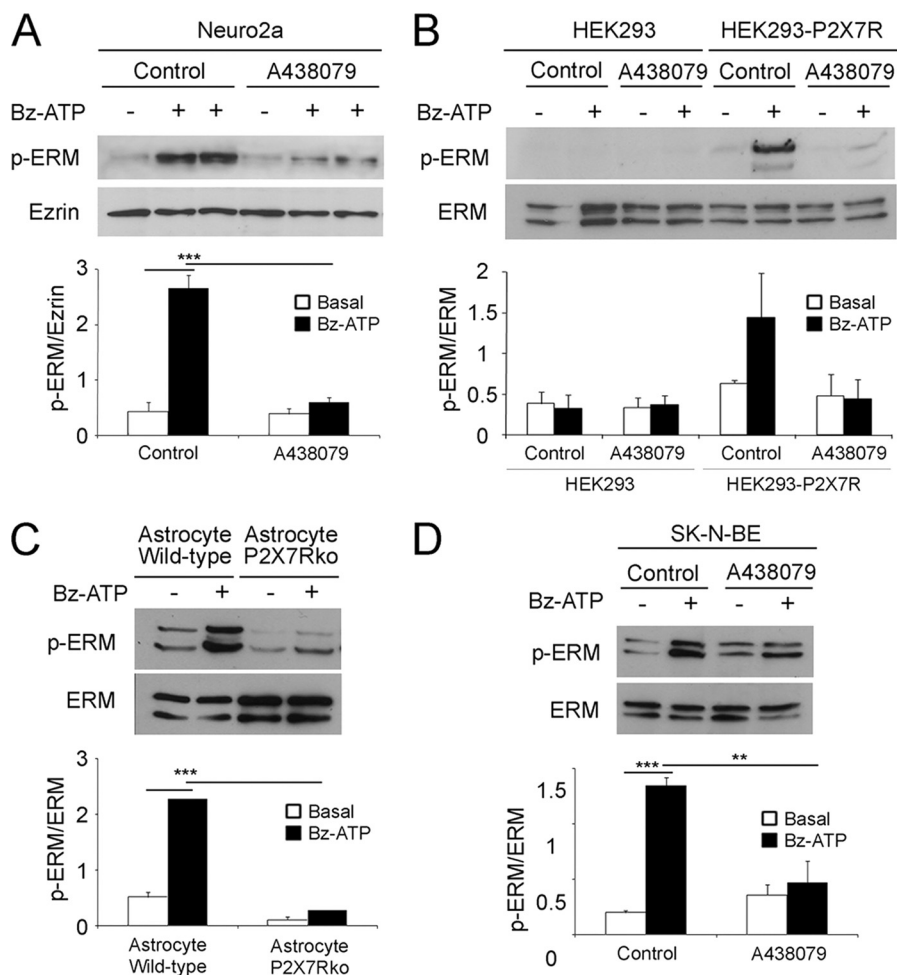 A
Neuro2a
Control A438079
Bz-ATP - + + - + +
p-ERM
Ezrin
3
2
1
0
p-ERM/Ezrin
***
Basal
Bz-ATP
Control A438079
B
HEK293 HEK293-P2X7R
Control A438079 Control A438079
Bz-ATP - + - + - + - +
p-ERM
ERM
2
1.5
1
0.5
0
p-ERM/ERM
Basal
Bz-ATP
Control A438079 Control A438079
HEK293 HEK293-P2X7R
C
Astrocyte Astrocyte
Wild-type P2X7Rko
Bz-ATP - + - +
p-ERM
ERM
3
2
1
0
p-ERM/ERM
***
Basal
Bz-ATP
Astrocyte Astrocyte
Wild-type P2X7Rko
D
SK-N-BE
Control A438079
Bz-ATP - + - +
p-ERM
ERM
1.5
1
0.5
0
p-ERM/ERM
*** **
Basal
Bz-ATP
Control A438079